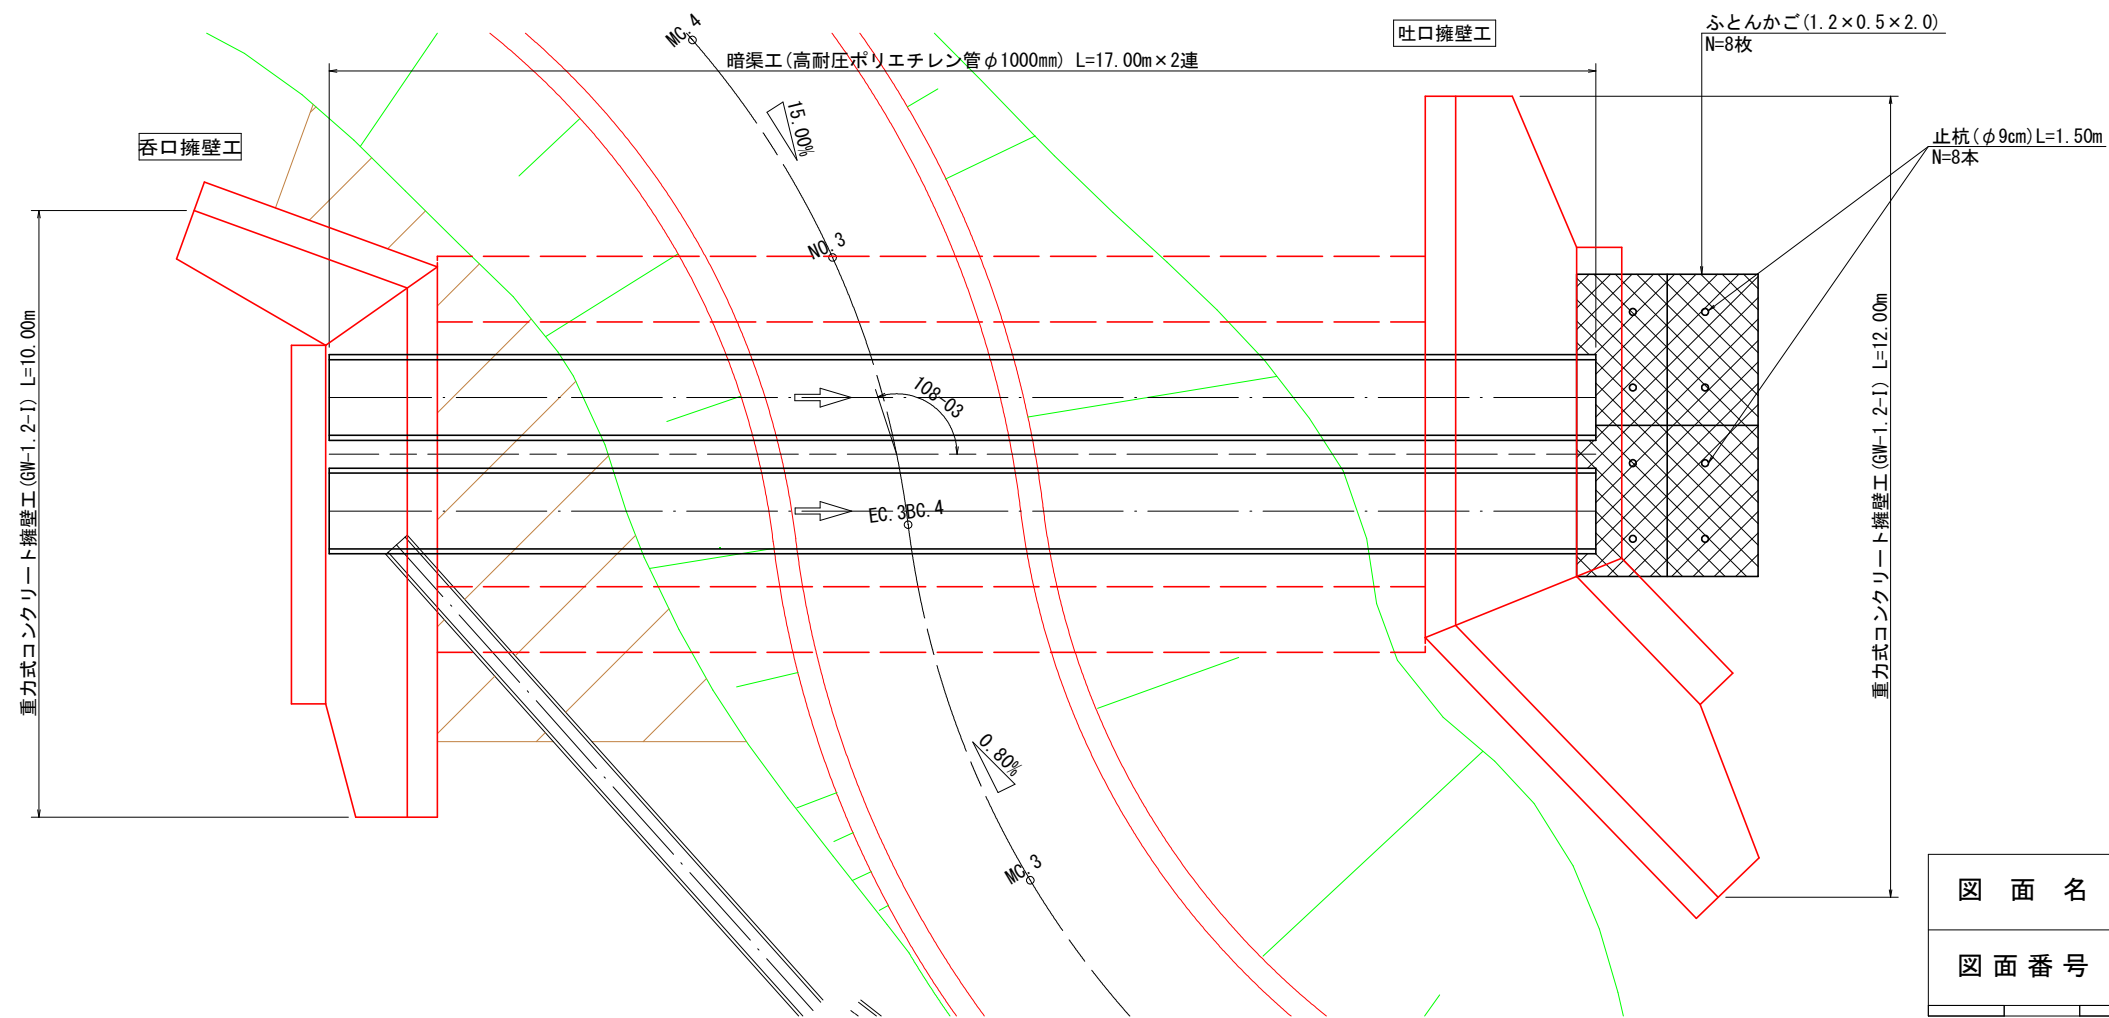 MC.4
吐口擁壁工
ふとんかご(1.2×0.5×2.0)
N=8枚
暗渠工(高耐圧ポリエチレン管φ1000mm) L=17.00m×2連
15.00%
呑口擁壁工
止杭(φ9cm)L=1.50m
N=8本
NO.3
重力式コンクリート擁壁工(GW-1.2-I) L=10.00m
108-03
重力式コンクリート擁壁工(GW-1.2-I) L=12.00m
EC.3BC.4
0.80%
MC.3
図面名
図面番号